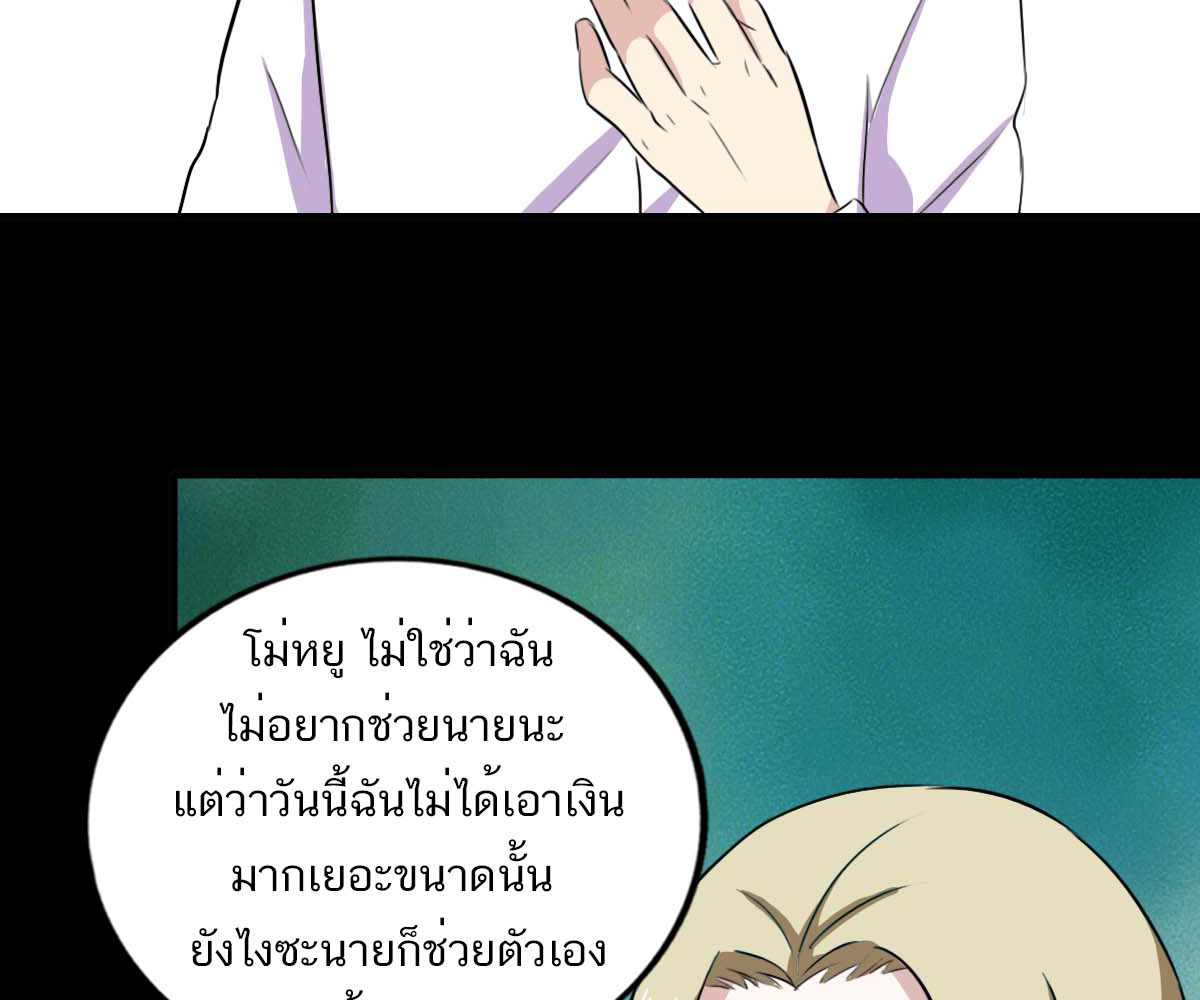 โม่หยู ไม่ใช่ว่าฉัน
ไม่อยากช่วยนายนะ
แต่ว่าวันนี้ฉันไม่ได้เอาเงิน
มากเยอะขนาดนั้น
ยังไงซะนายก็ช่วยตัวเอง